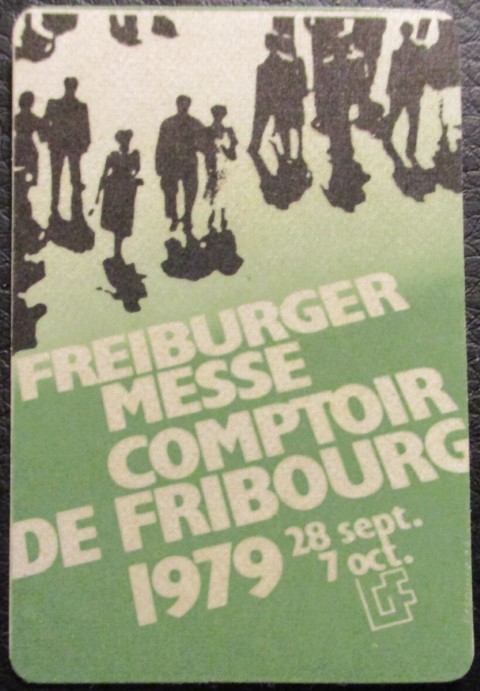 FREIBURGER
MESSE
COMPTOIR
DE FRIBOURG
1979 28 sept.
7 oct.